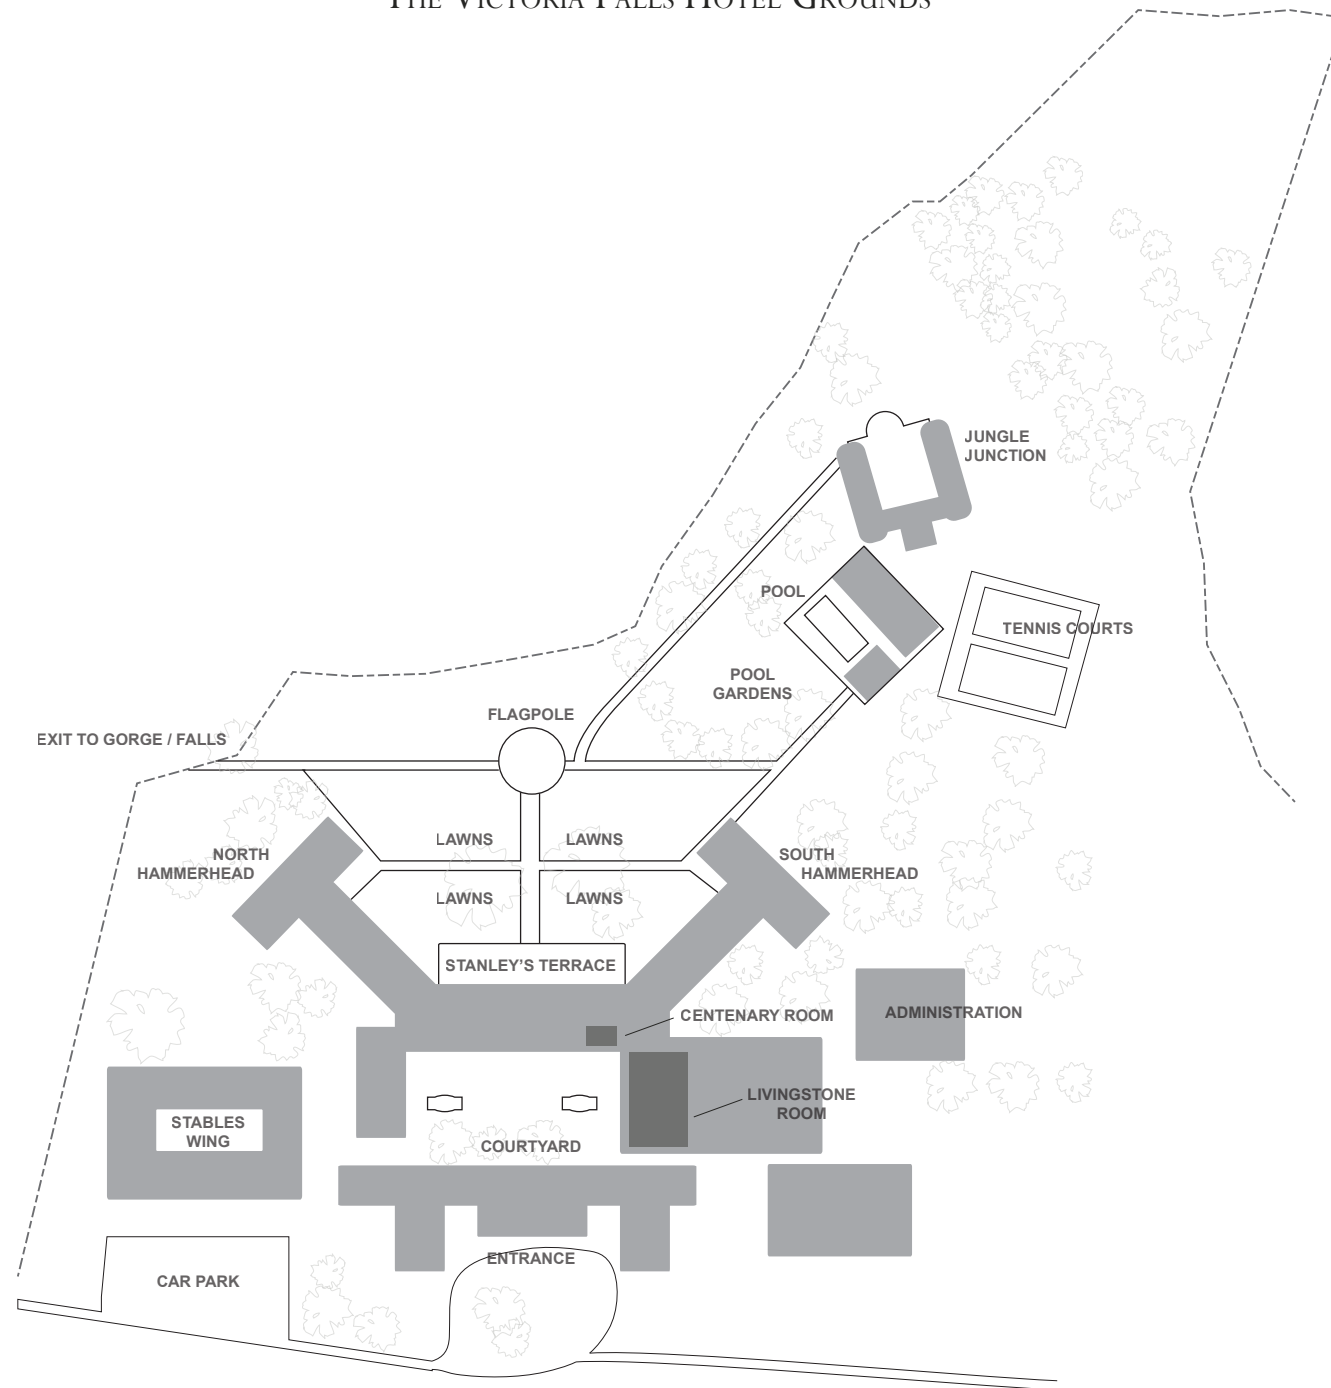 THE VICTORIA FALLS HOTEL GROUNDS
JUNGLE
JUNCTION
POOL
TENNIS COURTS
POOL
GARDENS
FLAGPOLE
EXIT TO GORGE / FALLS
LAWNS
LAWNS
NORTH
HAMMERHEAD
SOUTH
HAMMERHEAD
LAWNS
LAWNS
STANLEY’S TERRACE
CENTENARY ROOM
ADMINISTRATION
LIVINGSTONE
ROOM
STABLES
WING
COURTYARD
ENTRANCE
CAR PARK